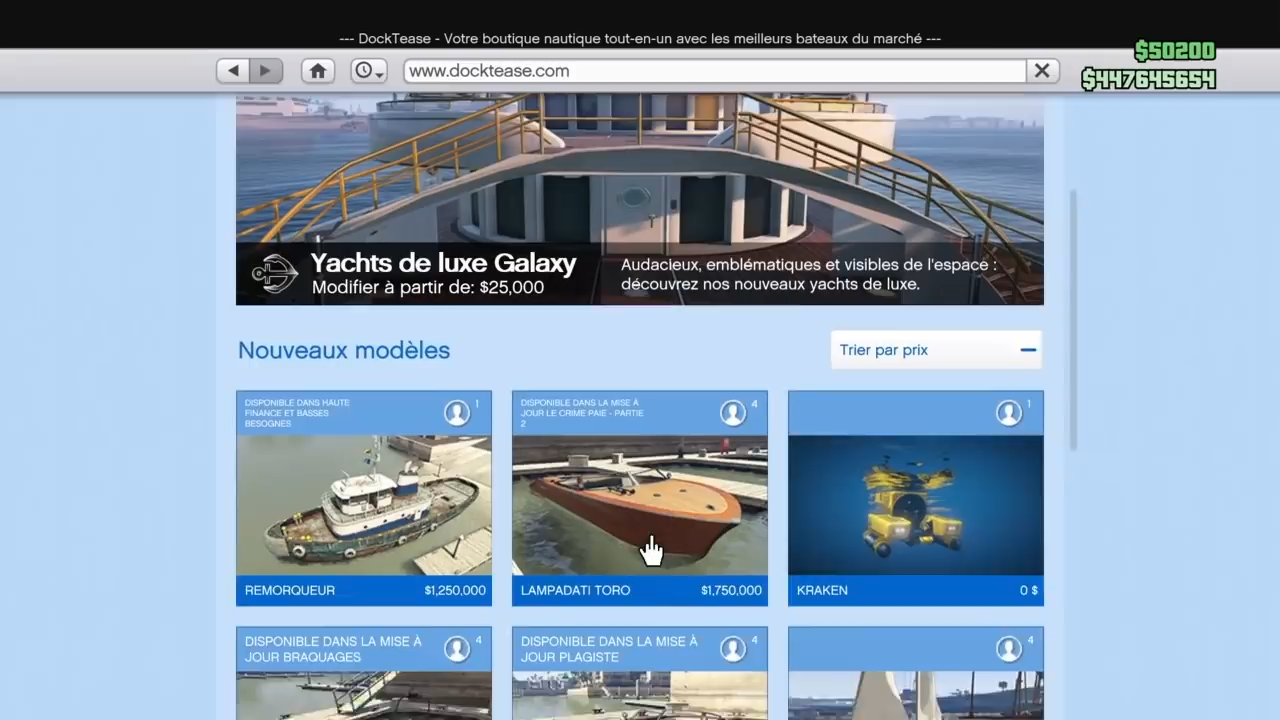 --- DockTease - Votre boutique nautique tout-en-un avec les meilleurs bateaux du marché ---
$50200
www.docktease.com
$447645654
Yachts de luxe Galaxy
Modifier à partir de: $25,000
Audacieux, emblématiques et visibles de l'espace :
découvrez nos nouveaux yachts de luxe.
Nouveaux modèles
Trier par prix
DISPONIBLE DANS HAUTE
FINANCE ET BASSES
BESOGNES
1
DISPONIBLE DANS LA MISE À
JOUR LE CRIME PAIE - PARTIE
2
4
1
REMORQUEUR $1,250,000
LAMPADATI TORO $1,750,000
KRAKEN 0 $
DISPONIBLE DANS LA MISE À
JOUR BRAQUAGES
4
DISPONIBLE DANS LA MISE À
JOUR PLAGISTE
4
4